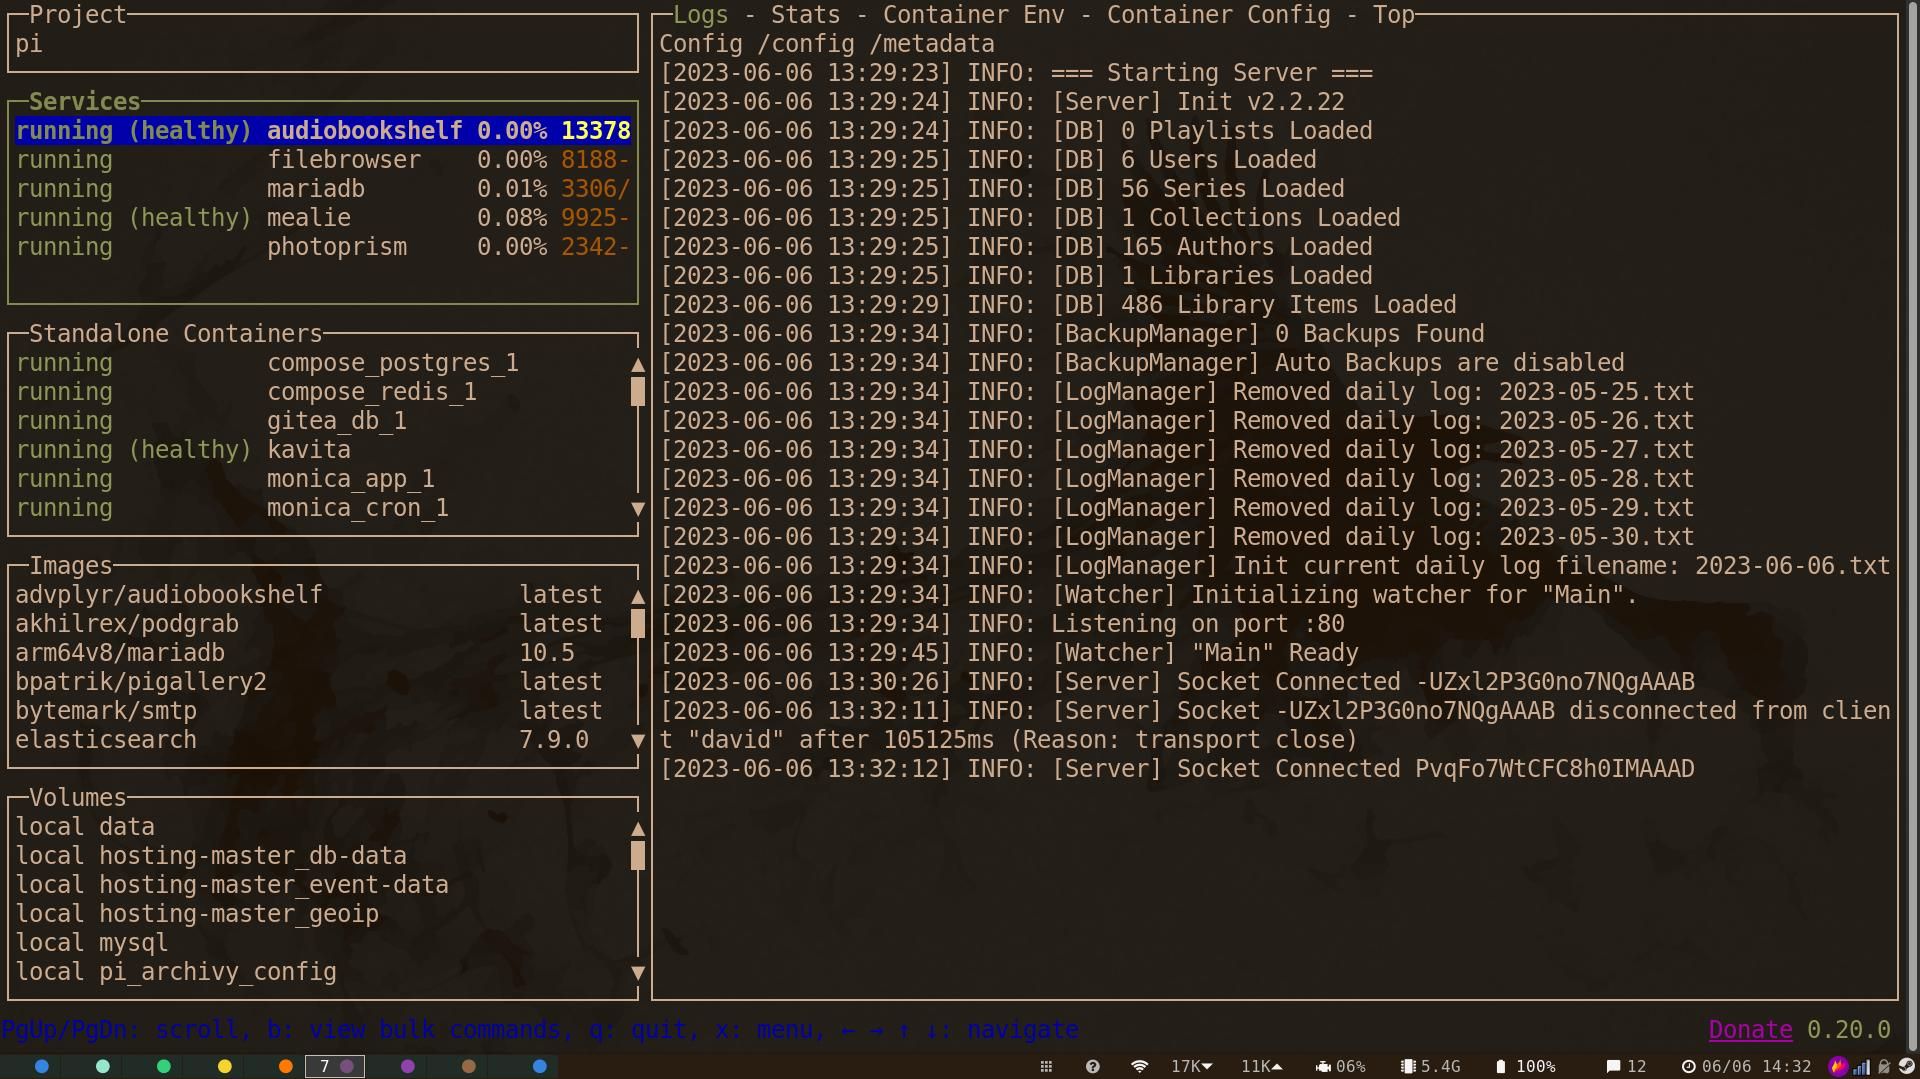 Project
pi
Services
running (healthy) audiobookshelf 0.00% 13378
running filebrowser 0.00% 8188-
running mariadb 0.01% 3306/
running (healthy) mealie 0.08% 9925-
running photoprism 0.00% 2342-
Standalone Containers
running compose_postgres_1
running compose_redis_1
running gitea_db_1
running (healthy) kavita
running monica_app_1
running monica_cron_1
Images
advplyr/audiobookshelf latest
akhilrex/podgrab latest
arm64v8/mariadb 10.5
bpatrik/pigallery2 latest
bytemark/smtp latest
elasticsearch 7.9.0
Volumes
local data
local hosting-master_db-data
local hosting-master_event-data
local hosting-master_geoip
local mysql
local pi_archivy_config
Logs - Stats - Container Env - Container Config - Top
Config /config /metadata
[2023-06-06 13:29:23] INFO: === Starting Server ===
[2023-06-06 13:29:24] INFO: [Server] Init v2.2.22
[2023-06-06 13:29:24] INFO: [DB] 0 Playlists Loaded
[2023-06-06 13:29:25] INFO: [DB] 6 Users Loaded
[2023-06-06 13:29:25] INFO: [DB] 56 Series Loaded
[2023-06-06 13:29:25] INFO: [DB] 1 Collections Loaded
[2023-06-06 13:29:25] INFO: [DB] 165 Authors Loaded
[2023-06-06 13:29:25] INFO: [DB] 1 Libraries Loaded
[2023-06-06 13:29:29] INFO: [DB] 486 Library Items Loaded
[2023-06-06 13:29:34] INFO: [BackupManager] 0 Backups Found
[2023-06-06 13:29:34] INFO: [BackupManager] Auto Backups are disabled
[2023-06-06 13:29:34] INFO: [LogManager] Removed daily log: 2023-05-25.txt
[2023-06-06 13:29:34] INFO: [LogManager] Removed daily log: 2023-05-26.txt
[2023-06-06 13:29:34] INFO: [LogManager] Removed daily log: 2023-05-27.txt
[2023-06-06 13:29:34] INFO: [LogManager] Removed daily log: 2023-05-28.txt
[2023-06-06 13:29:34] INFO: [LogManager] Removed daily log: 2023-05-29.txt
[2023-06-06 13:29:34] INFO: [LogManager] Removed daily log: 2023-05-30.txt
[2023-06-06 13:29:34] INFO: [LogManager] Init current daily log filename: 2023-06-06.txt
[2023-06-06 13:29:34] INFO: [Watcher] Initializing watcher for "Main".
[2023-06-06 13:29:34] INFO: Listening on port :80
[2023-06-06 13:29:45] INFO: [Watcher] "Main" Ready
[2023-06-06 13:30:26] INFO: [Server] Socket Connected -UZxl2P3G0no7NQgAAAB
[2023-06-06 13:32:11] INFO: [Server] Socket -UZxl2P3G0no7NQgAAAB disconnected from clien
t "david" after 105125ms (Reason: transport close)
[2023-06-06 13:32:12] INFO: [Server] Socket Connected PvqFo7WtCFC8h0IMAAAD
PgUp/PgDn: scroll, b: view bulk commands, q: quit, x: menu, ← → ↑ ↓: navigate
Donate 0.20.0
7 17K▼ 11K▲ 06% 5.4G 100% 12 06/06 14:32